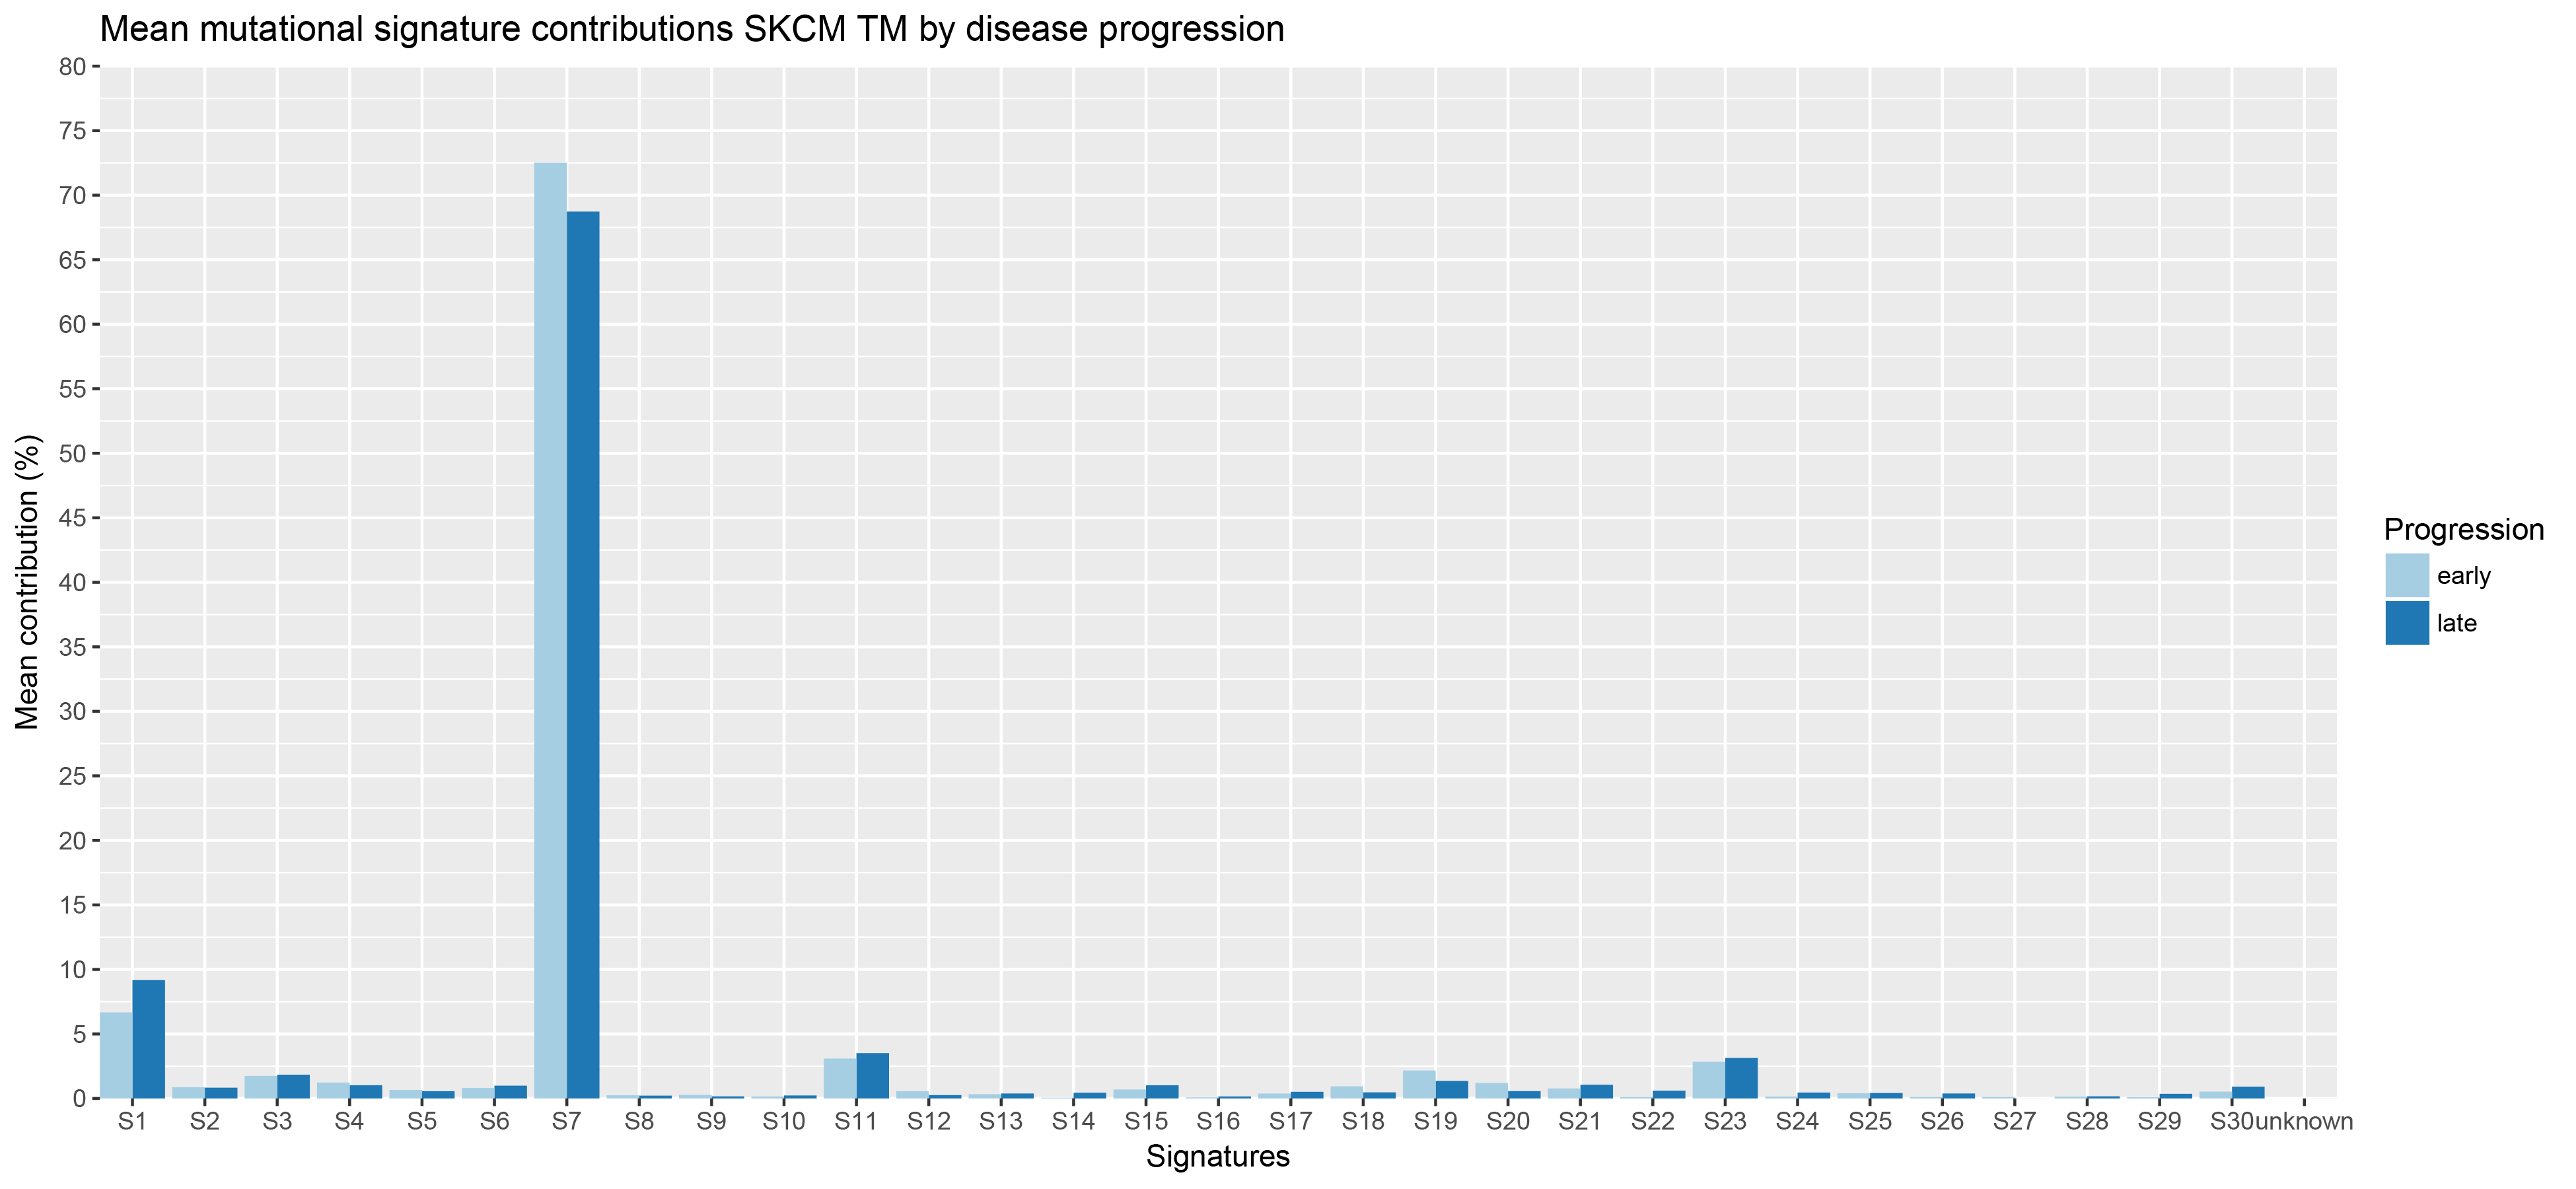 Mean mutational signature contributions SKCM TM by disease progression
80
75
70
65
60
55
50
45
40
35
30
25
20
15
10
5
0
Mean contribution (%)
S1 S2 S3 S4 S5 S6 S7 S8 S9 S10 S11 S12 S13 S14 S15 S16 S17 S18 S19 S20 S21 S22 S23 S24 S25 S26 S27 S28 S29 S30 unknown
Signatures
Progression
early
late